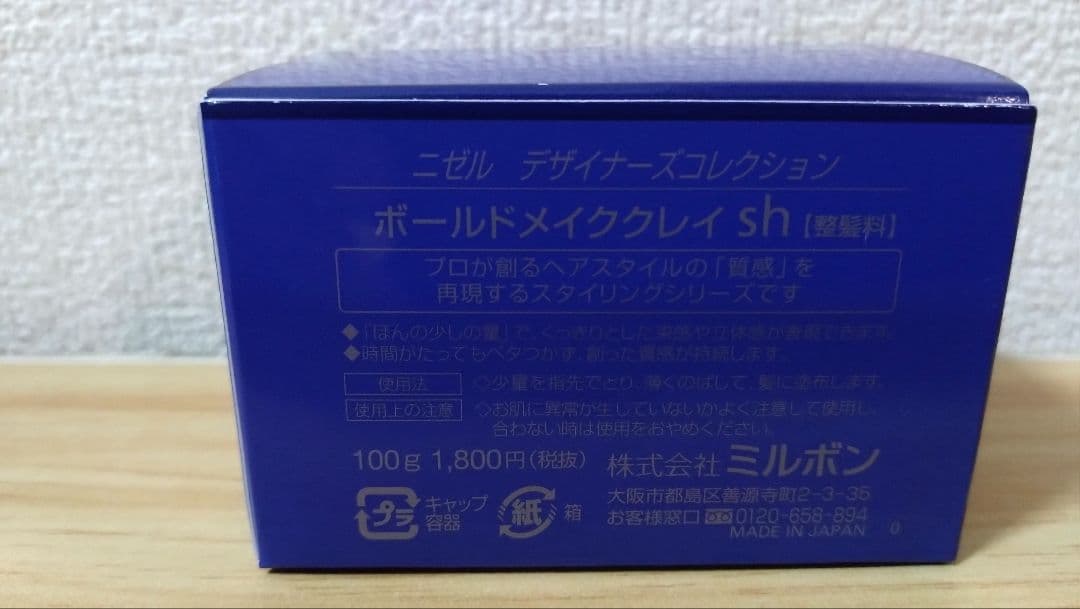 ニゼル デザイナーズコレクション
ボールドメイククレイ sh【整髪料】
プロが創るヘアスタイルの「質感」を
再現するスタイリングシリーズです
◆「ほんの少しの量」で、くっきりとした束感や立体感が表現できます。
◆時間がたってもベタつかず、創った質感が持続します。
使用法 ◇少量を指先でとり、薄くのばして、髪に塗布します。
使用上の注意 ◇お肌に異常が生じていないかよく注意して使用し、
合わない時は使用をおやめください。
100g 1,800円(税抜)
株式会社 ミルボン
大阪市都島区善源寺町2-3-35
お客様窓口 0120-658-894
MADE IN JAPAN 0
プラ キャップ
容器
紙 箱